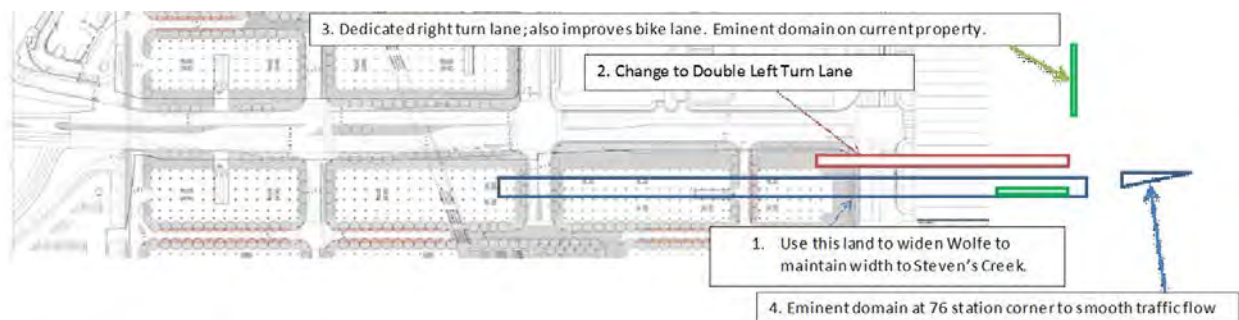 3. Dedicated right turn lane; also improves bike lane. Eminent domain on current property.
2. Change to Double Left Turn Lane
1. Use this land to widen Wolfe to
maintain width to Steven's Creek.
4. Eminent domain at 76 station corner to smooth traffic flow